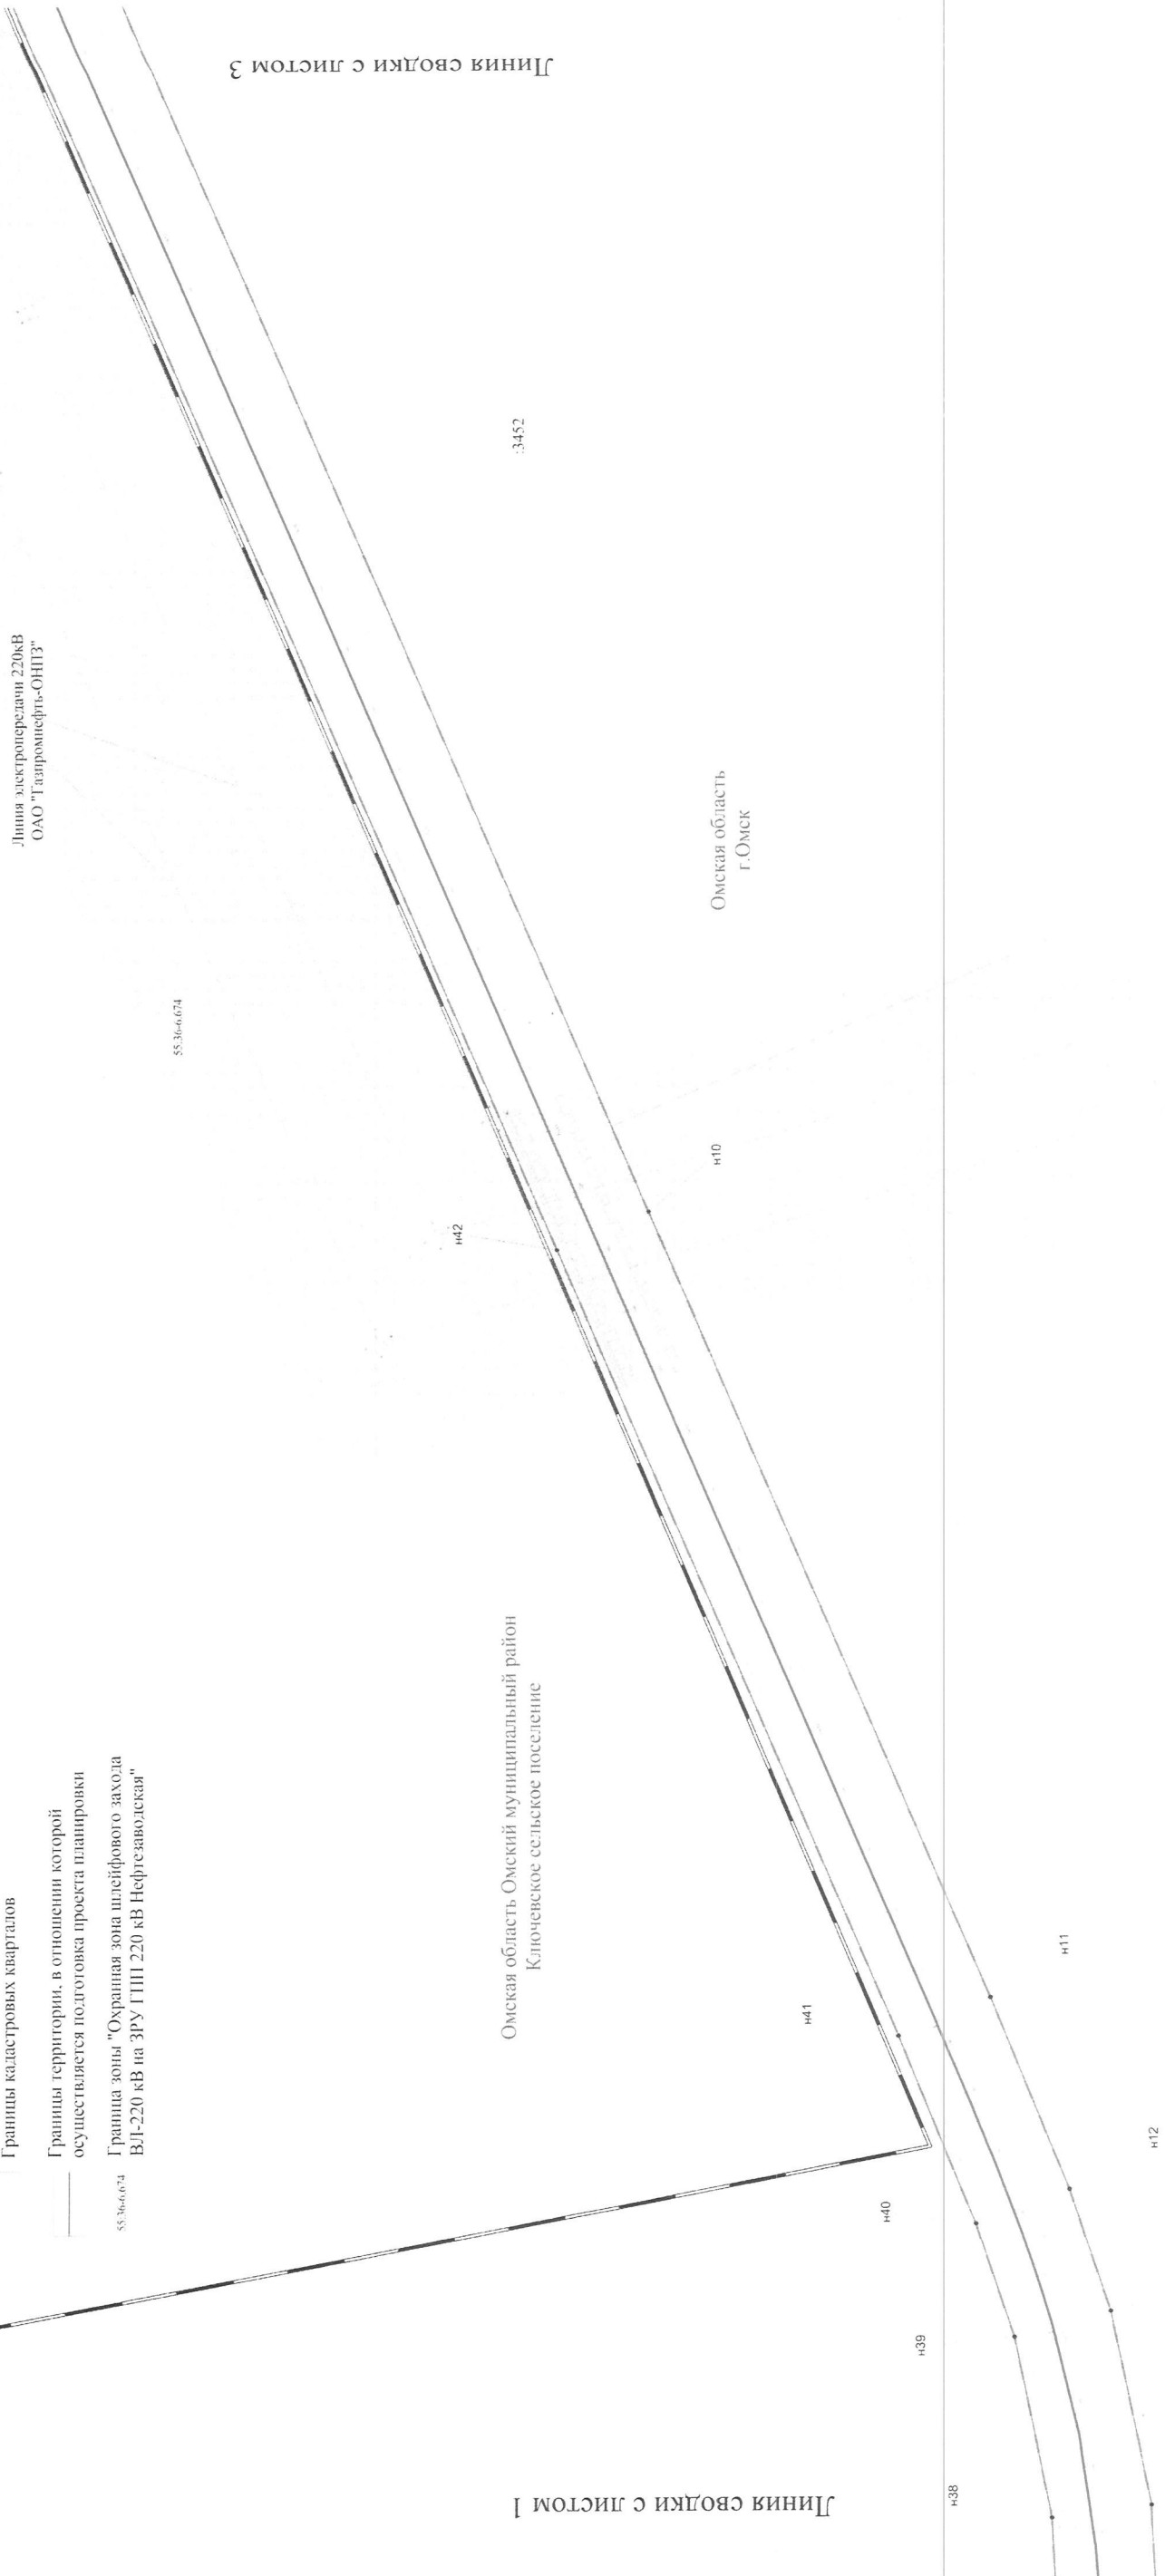 Границы кадастровых кварталов
Границы территории, в отношении которой
осуществляется подготовка проекта планировки
55.36-6.674
Граница зоны "Охранная зона шлейфового захода
ВЛ-220 кВ на ЗРУ ГПП 220 кВ Нефтезаводская"
Линия электропередачи 220кВ
ОАО "Газпромнефть-ОНПЗ"
55.36-6.674
Линия сводки с листом 3
:3452
Омская область
г.Омск
н42
н10
Омская область Омский муниципальный район
Ключевское сельское поселение
н41
н11
н40
н12
н39
н38
Линия сводки с листом 1